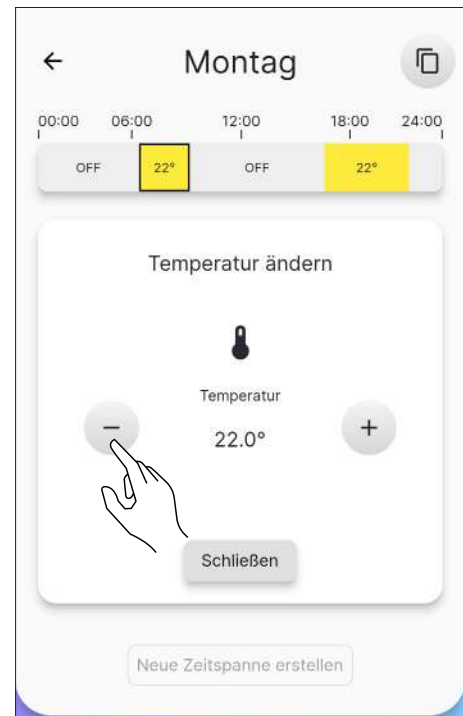 Montag
00:00 06:00 12:00 18:00 24:00
OFF 22° OFF 22°
Temperatur ändern
Temperatur
22.0°
Schließen
Neue Zeitspanne erstellen